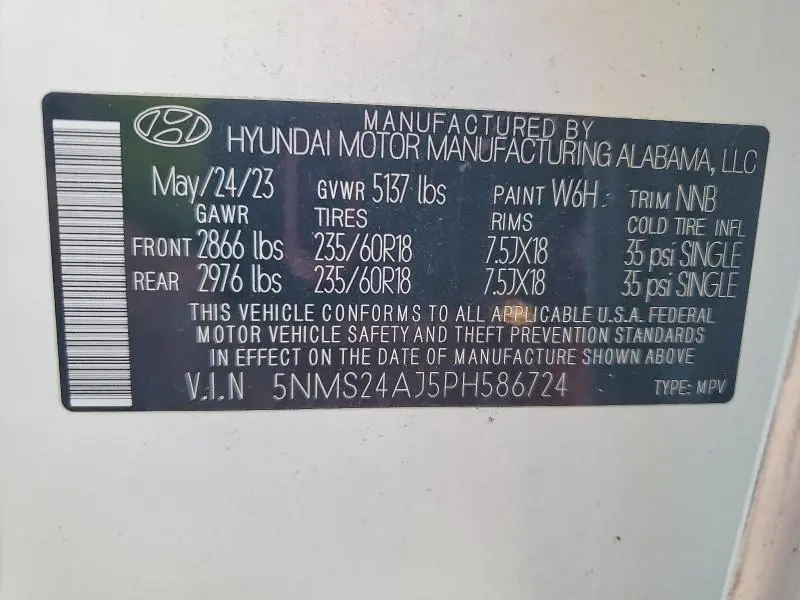 MANUFACTURED BY
HYUNDAI MOTOR MANUFACTURING ALABAMA, LLC
May/24/23 GVWR 5137 lbs PAINT W6H TRIM NNB
GAWR TIRES RIMS COLD TIRE INFL
FRONT 2866 lbs 235/60R18 7.5JX18 35 psi SINGLE
REAR 2976 lbs 235/60R18 7.5JX18 35 psi SINGLE
THIS VEHICLE CONFORMS TO ALL APPLICABLE U.S.A. FEDERAL
MOTOR VEHICLE SAFETY AND THEFT PREVENTION STANDARDS
IN EFFECT ON THE DATE OF MANUFACTURE SHOWN ABOVE
V.I.N 5NMS24AJ5PH586724 TYPE: MPV